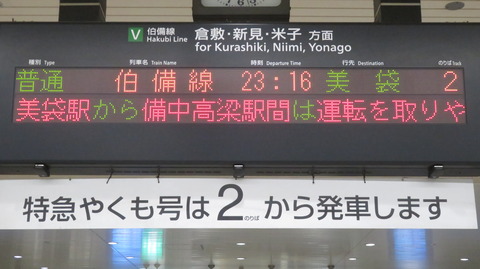 V 伯備線 倉敷・新見・米子 方面
Hakubi Line for Kurashiki, Niimi, Yonago
種別 Type 列車名 Train Name 時刻 Departure Time 行先 Destination のりば Track
普通 伯備線 23:16 美袋 2
美袋駅から備中高梁駅間は運転を取りや
特急やくも号は2のりばから発車します